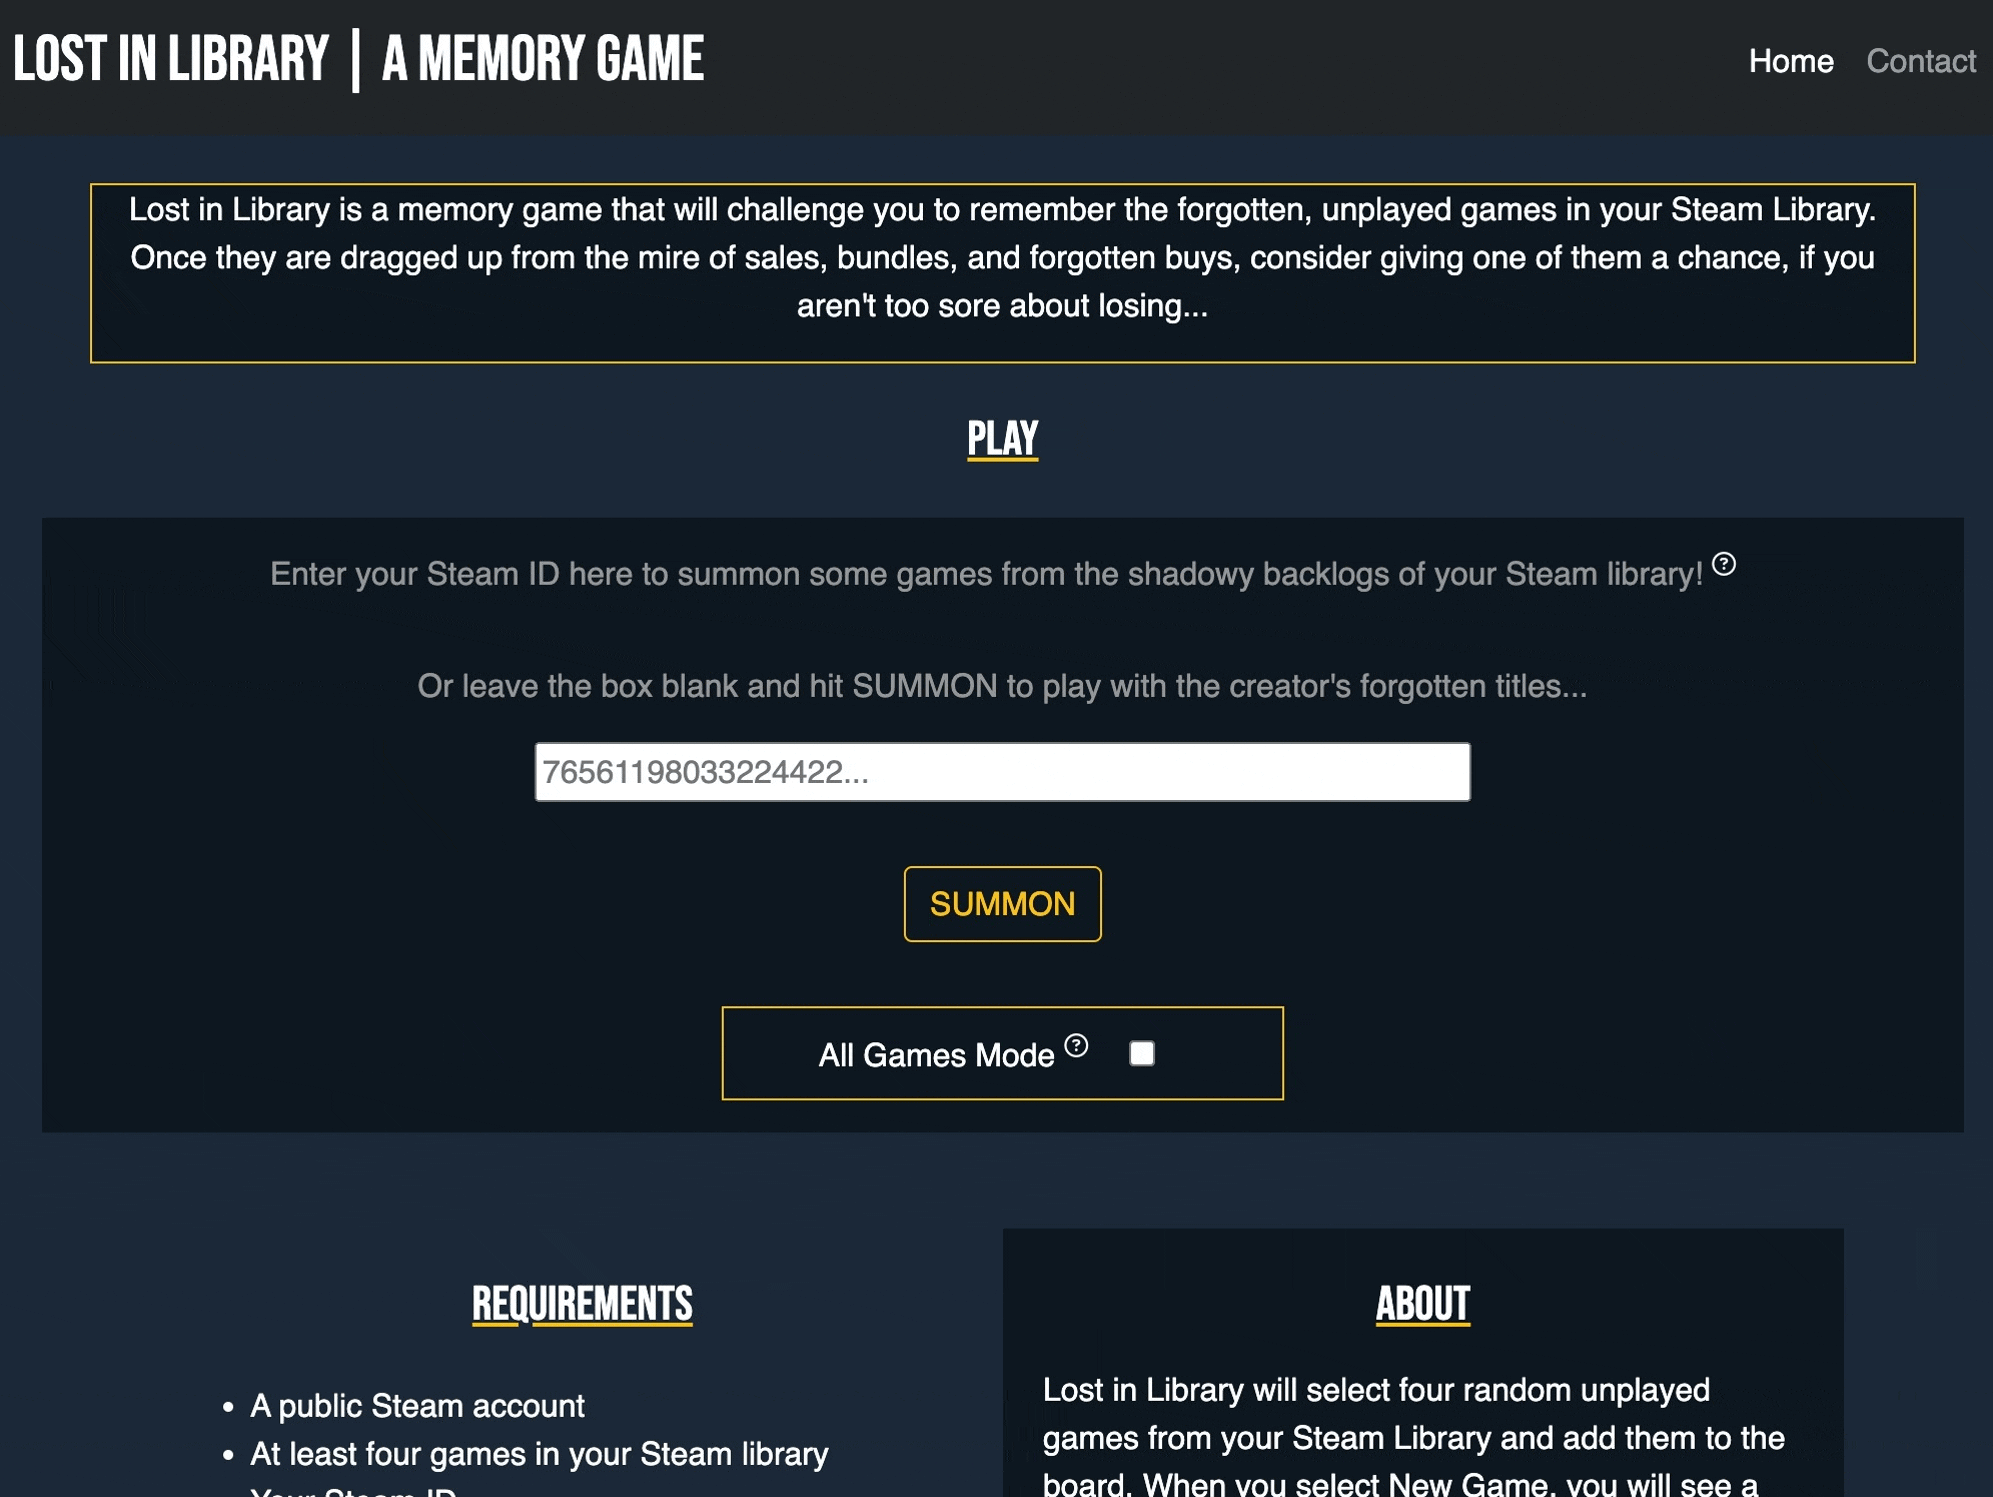 LOST IN LIBRARY | A MEMORY GAME
Home Contact
Lost in Library is a memory game that will challenge you to remember the forgotten, unplayed games in your Steam Library.
Once they are dragged up from the mire of sales, bundles, and forgotten buys, consider giving one of them a chance, if you
aren't too sore about losing...
PLAY
Enter your Steam ID here to summon some games from the shadowy backlogs of your Steam library! ?
Or leave the box blank and hit SUMMON to play with the creator's forgotten titles...
76561198033224422...
SUMMON
All Games Mode ?
REQUIREMENTS
• A public Steam account
• At least four games in your Steam library
Your Steam ID
ABOUT
Lost in Library will select four random unplayed
games from your Steam Library and add them to the
board. When you select New Game, you will see a